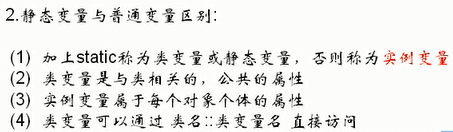 2.静态变量与普通变量区别:
(1) 加上static称为类变量或静态变量，否则称为实例变量
(2) 类变量是与类相关的，公共的属性
(3) 实例变量属于每个对象个体的属性
(4) 类变量可以通过 类名::类变量名 直接访问